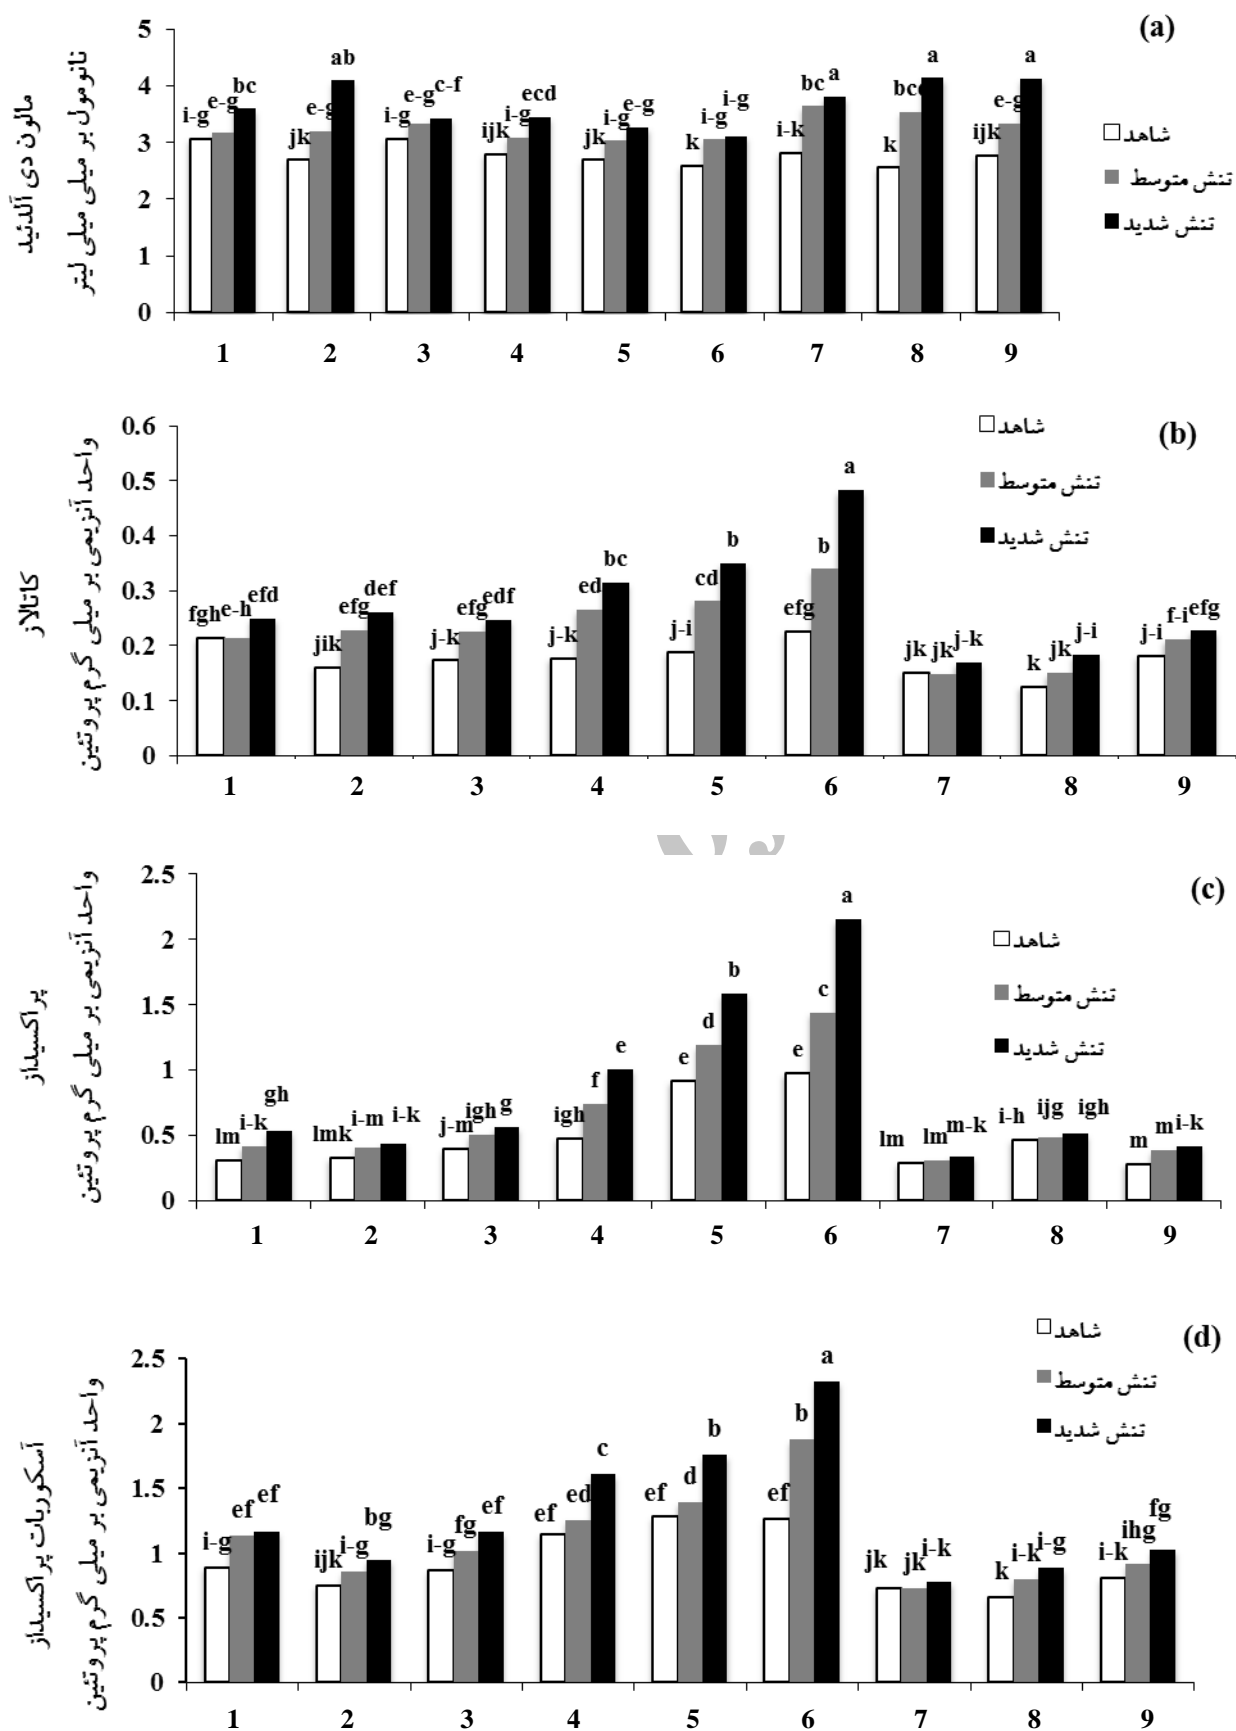 (a)
مالون دی آلدئید
نانومول بر میلی میلی لیتر
5
4
3
2
1
0
i-g e-g bc
jk e-g ab
i-g e-g c-f
ijk i-g ecd
jk i-g e-g
k i-g i-g
i-k bc a
k bcd a
ijk e-g a
1 2 3 4 5 6 7 8 9
شاهد
تنش متوسط
تنش شدید
(b)
کاتالاز
واحد آنزیمی بر میلی گرم پروتئین
0.6
0.5
0.4
0.3
0.2
0.1
0
fgh e-h efd
jik efg def
j-k efg edf
j-k ed bc
j-i cd b
efg b a
jk jk j-k
k jk j-i
j-i f-i efg
1 2 3 4 5 6 7 8 9
شاهد
تنش متوسط
تنش شدید
(c)
پراکسیداز
واحد آنزیمی بر میلی گرم پروتئین
2.5
2
1.5
1
0.5
0
lm i-k gh
lmk i-m i-k
j-m igh g
igh f e
e d b
e c a
lm lm m-k
i-h ijg igh
m m i-k
1 2 3 4 5 6 7 8 9
شاهد
تنش متوسط
تنش شدید
(d)
آسکوربات پراکسیداز
واحد آنزیمی بر میلی گرم پروتئین
2.5
2
1.5
1
0.5
0
i-g ef ef
ijk i-g bg
i-g fg ef
ef ed c
ef d b
ef b a
jk jk i-k
k i-k i-g
i-k ihg fg
1 2 3 4 5 6 7 8 9
شاهد
تنش متوسط
تنش شدید